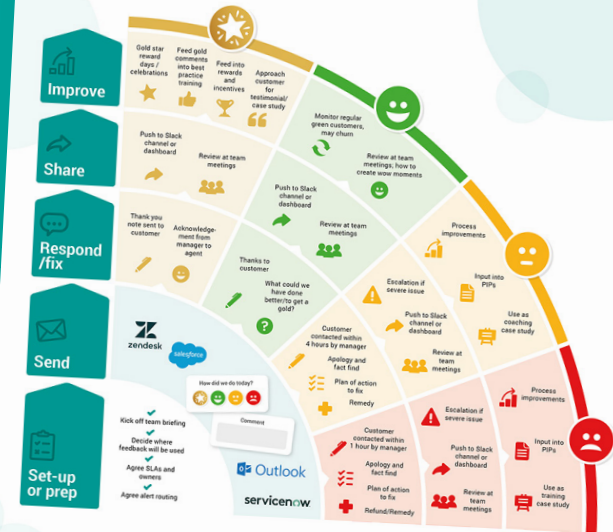 Improve
Gold star
reward
days /
celebrations
Feed gold
comments
into best
practice
training
Feed into
rewards
and
incentives
Approach
customer
for
testimonial/
case study
Monitor regular
green customers,
may churn
Review at team
meetings; how to
create wow moments
Process
improvements
Input into
PIPs
Use as
coaching
case study
Process
improvements
Input into
PIPs
Use as
training
case study
Share
Push to Slack
channel or
dashboard
Review at team
meetings
Push to Slack
channel or
dashboard
Review at team
meetings
Escalation if
severe issue
Push to Slack
channel or
dashboard
Review at
team
meetings
Escalation if
severe issue
Push to Slack
channel or
dashboard
Review at
team
meetings
Respond
/fix
Thank you
note sent to
customer
Acknowledge-
ment from
manager to
agent
Thanks to
customer
What could we
have done
better/to get a
gold?
Customer
contacted within
4 hours by manager
Apology and
fact find
Plan of action
to fix
Remedy
Customer
contacted within
1 hour by manager
Apology and
fact find
Plan of action
to fix
Refund/Remedy
Send
zendesk
salesforce
How did we do today?
Comment
Outlook
servicenow
Set-up
or prep
Kick off team briefing
Decide where
feedback will be used
Agree SLAs and
owners
Agree alert routing